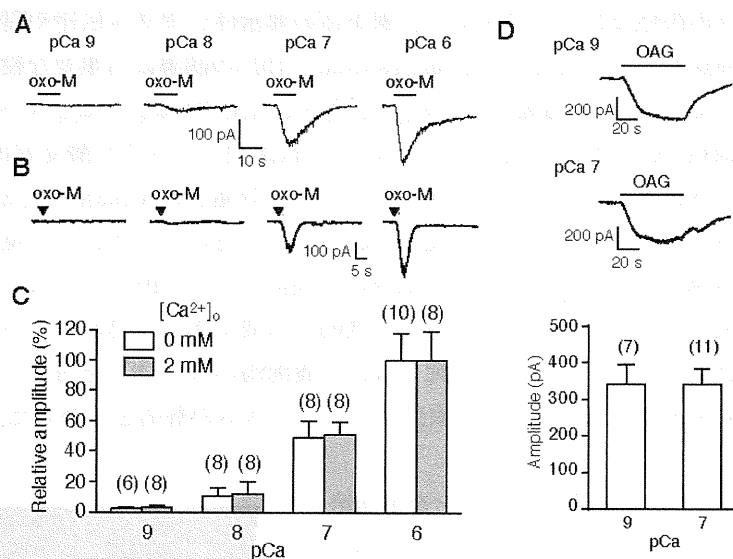 A
pCa 9 pCa 8 pCa 7 pCa 6
oxo-M oxo-M oxo-M oxo-M
100 pA
10 s
B
oxo-M oxo-M oxo-M oxo-M
100 pA
5 s
C
[Ca²⁺]ₒ
0 mM
2 mM
Relative amplitude (%)
120
100
80
60
40
20
0
(6) (8) (8) (8) (8) (8) (10) (8)
9 8 7 6
pCa
D
pCa 9
OAG
200 pA
20 s
pCa 7
OAG
200 pA
20 s
Amplitude (pA)
500
400
300
200
100
0
(7) (11)
9 7
pCa